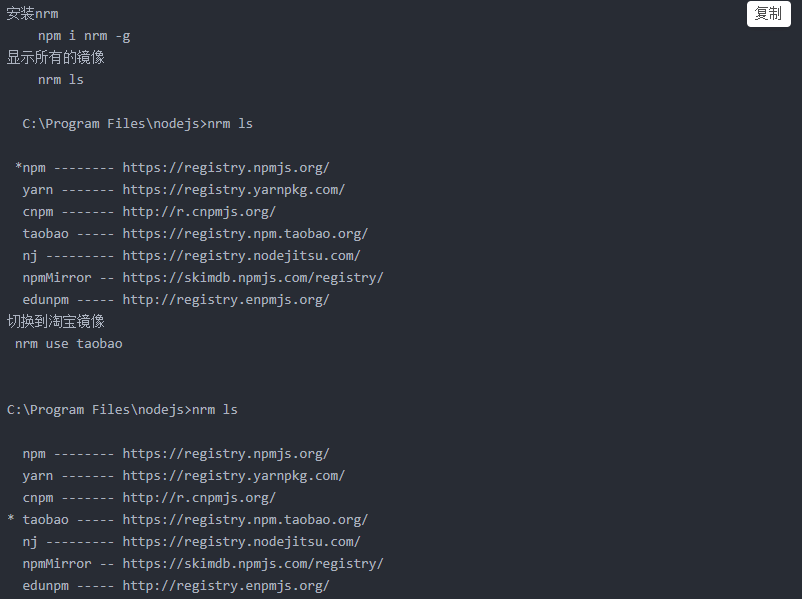 安装nrm
复制
npm i nrm -g
显示所有的镜像
nrm ls
C:\Program Files\nodejs>nrm ls
*npm -------- https://registry.npmjs.org/
yarn ------- https://registry.yarnpkg.com/
cnpm ------- http://r.cnpmjs.org/
taobao ----- https://registry.npm.taobao.org/
nj --------- https://registry.nodejitsu.com/
npmMirror -- https://skimdb.npmjs.com/registry/
edunpm ----- http://registry.enpmjs.org/
切换到淘宝镜像
nrm use taobao
C:\Program Files\nodejs>nrm ls
npm -------- https://registry.npmjs.org/
yarn ------- https://registry.yarnpkg.com/
cnpm ------- http://r.cnpmjs.org/
* taobao ----- https://registry.npm.taobao.org/
nj --------- https://registry.nodejitsu.com/
npmMirror -- https://skimdb.npmjs.com/registry/
edunpm ----- http://registry.enpmjs.org/